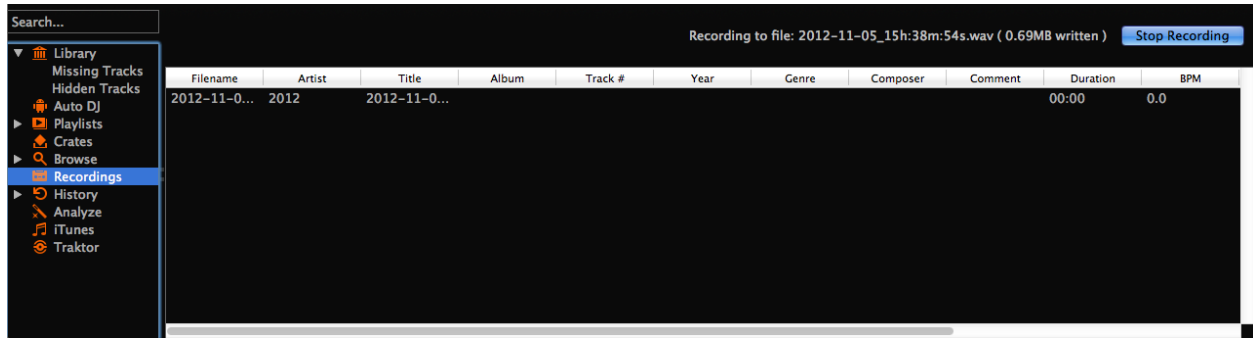 Search...
Recording to file: 2012-11-05_15h:38m:54s.wav ( 0.69MB written ) Stop Recording
Library
Missing Tracks
Hidden Tracks
Auto DJ
Playlists
Crates
Browse
Recordings
History
Analyze
iTunes
Traktor
Filename Artist Title Album Track # Year Genre Composer Comment Duration BPM
2012-11-0... 2012 2012-11-0... 00:00 0.0